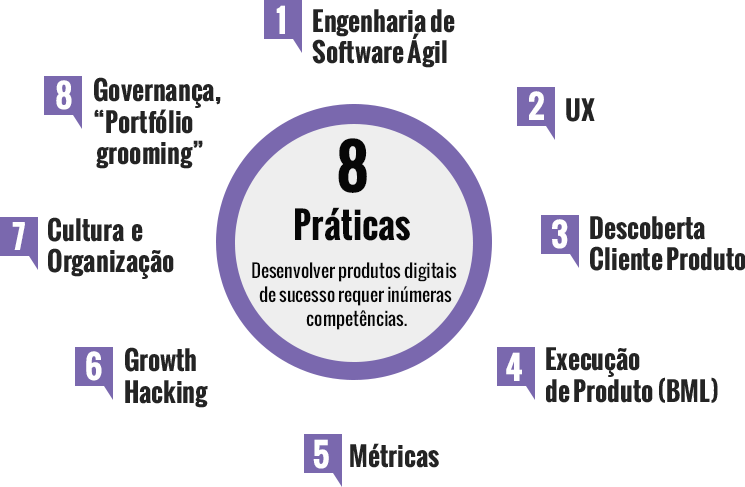 8
Práticas
Desenvolver produtos digitais
de sucesso requer inúmeras
competências.
1 Engenharia de
Software Ágil
2 UX
3 Descoberta
Cliente Produto
4 Execução
de Produto (BML)
5 Métricas
6 Growth
Hacking
7 Cultura e
Organização
8 Governança,
“Portfólio
grooming”